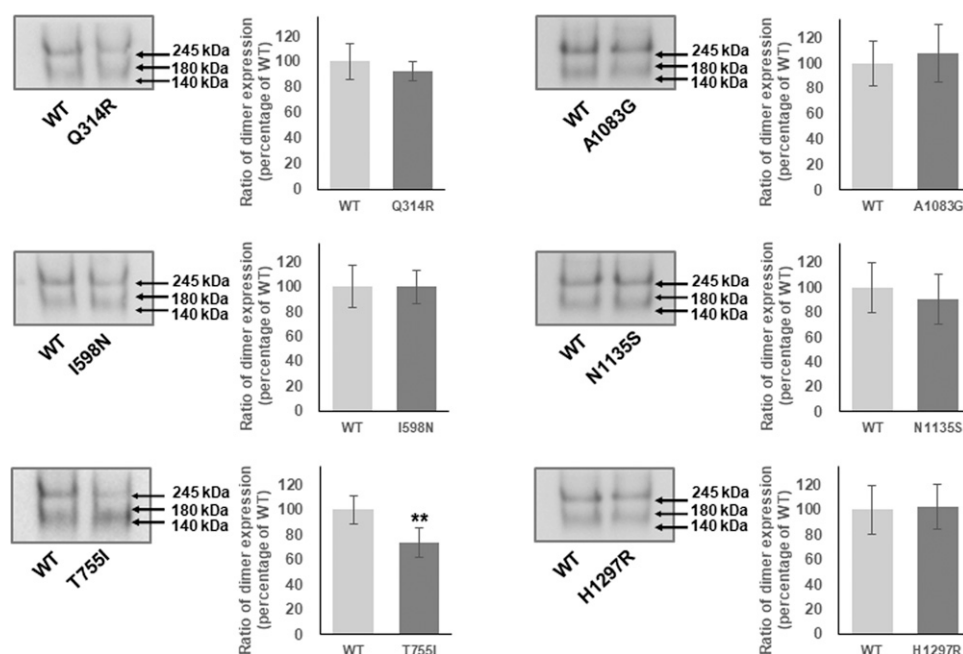 245 kDa
180 kDa
140 kDa
WT
Q314R
Ratio of dimer expression
(percentage of WT)
120
100
80
60
40
20
0
WT Q314R
245 kDa
180 kDa
140 kDa
WT
A1083G
Ratio of dimer expression
(percentage of WT)
120
100
80
60
40
20
0
WT A1083G
245 kDa
180 kDa
140 kDa
WT
I598N
Ratio of dimer expression
(percentage of WT)
120
100
80
60
40
20
0
WT I598N
245 kDa
180 kDa
140 kDa
WT
N1135S
Ratio of dimer expression
(percentage of WT)
120
100
80
60
40
20
0
WT N1135S
245 kDa
180 kDa
140 kDa
WT
T755I
Ratio of dimer expression
(percentage of WT)
120
100
80
60
40
20
0
**
WT T755I
245 kDa
180 kDa
140 kDa
WT
H1297R
Ratio of dimer expression
(percentage of WT)
120
100
80
60
40
20
0
WT H1297R